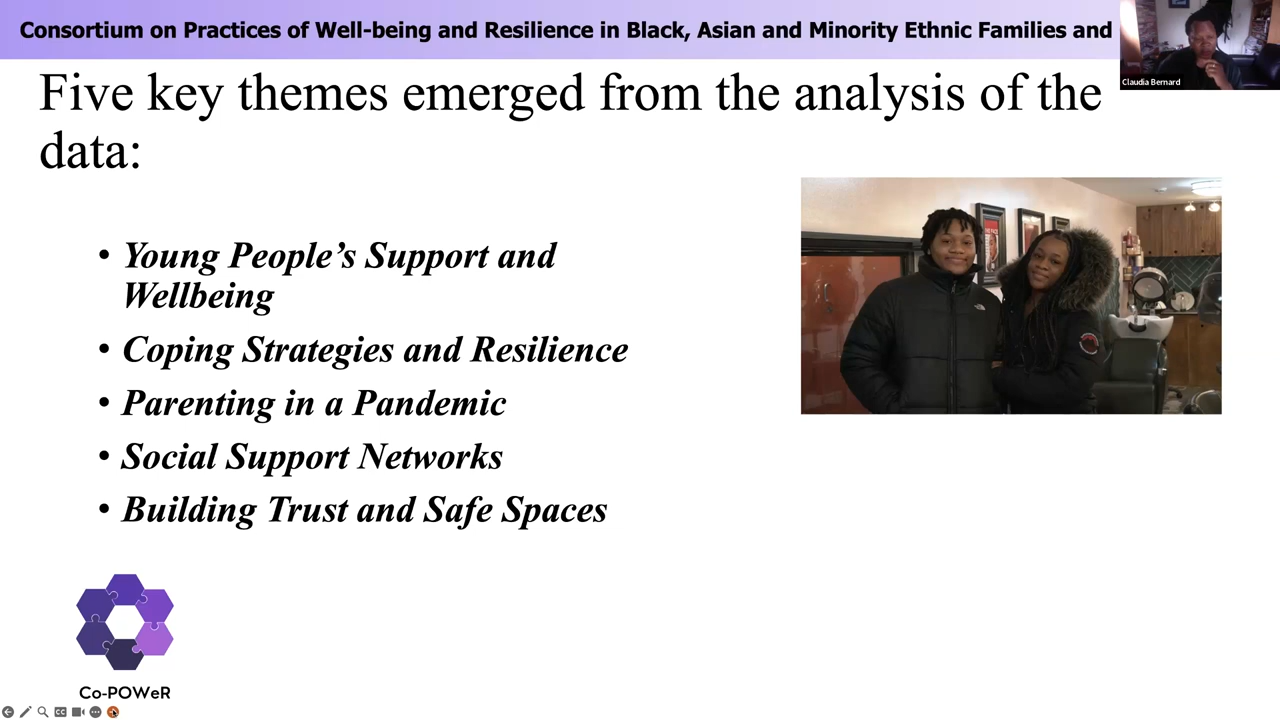 Consortium on Practices of Well-being and Resilience in Black, Asian and Minority Ethnic Families and
Claudia Bernard
Five key themes emerged from the analysis of the
data:
• Young People’s Support and
Wellbeing
• Coping Strategies and Resilience
• Parenting in a Pandemic
• Social Support Networks
• Building Trust and Safe Spaces
Co-POWeR
CC